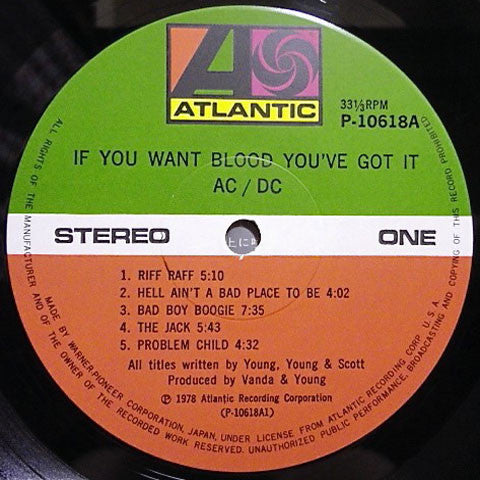 ATLANTIC
33⅓RPM
P-10618A
IF YOU WANT BLOOD YOU'VE GOT IT
AC/DC
STEREO
ONE
上に
1. RIFF RAFF 5:10
2. HELL AIN'T A BAD PLACE TO BE 4:02
3. BAD BOY BOOGIE 7:35
4. THE JACK 5:43
5. PROBLEM CHILD 4:32
All titles written by Young, Young & Scott
Produced by Vanda & Young
℗ 1978 Atlantic Recording Corporation
(P-10618A1)
ALL RIGHTS OF THE MANUFACTURER AND OF THE OWNER OF THE RECORDED WORK RESERVED. UNAUTHORIZED PUBLIC PERFORMANCE, BROADCASTING AND COPYING OF THIS RECORD PROHIBITED
MADE BY WARNER-PIONEER CORPORATION, JAPAN, UNDER LICENSE FROM ATLANTIC RECORDING CORP. U.S.A.